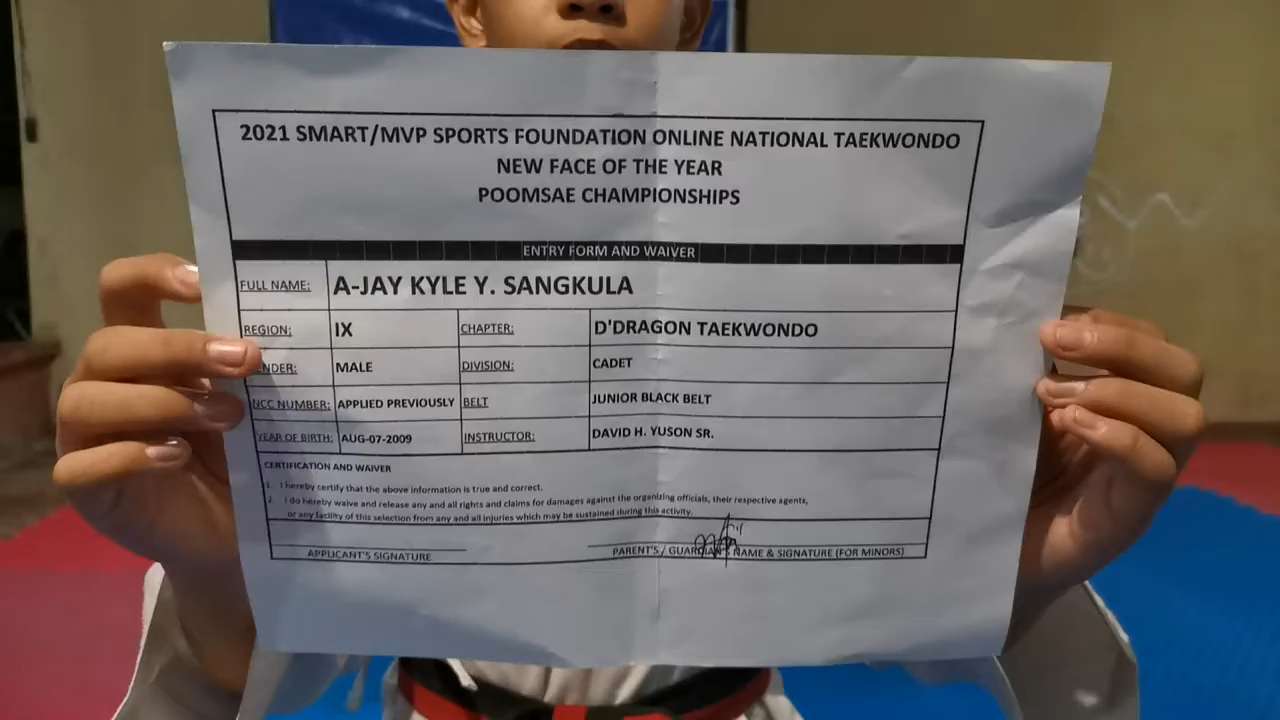 2021 SMART/MVP SPORTS FOUNDATION ONLINE NATIONAL TAEKWONDO
NEW FACE OF THE YEAR
POOMSAE CHAMPIONSHIPS
ENTRY FORM AND WAIVER
FULL NAME: A-JAY KYLE Y. SANGKULA
REGION: IX CHAPTER: D'DRAGON TAEKWONDO
NDER: MALE DIVISION: CADET
NCC NUMBER: APPLIED PREVIOUSLY BELT JUNIOR BLACK BELT
YEAR OF BIRTH: AUG-07-2009 INSTRUCTOR: DAVID H. YUSON SR.
CERTIFICATION AND WAIVER
1. I hereby certify that the above information is true and correct.
2. I do hereby waive and release any and all rights and claims for damages against the organizing officials, their respective agents,
or any facility of this selection from any and all injuries which may be sustained during this activity.
APPLICANT'S SIGNATURE PARENT'S / GUARDIAN'S NAME & SIGNATURE (FOR MINORS)